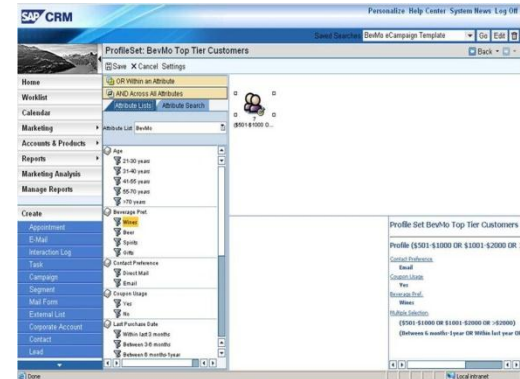 SAP CRM
Personalize Help Center System News Log Off
Saved Searches BevMo eCampaign Template Go Edit
ProfileSet: BevMo Top Tier Customers
Back
Save Cancel Settings
Home
Worklist
Calendar
Marketing
Accounts & Products
Reports
Marketing Analysis
Manage Reports
Create
Appointment
E-Mail
Interaction Log
Task
Campaign
Segment
Mail Form
External List
Corporate Account
Contact
Lead
OR Within an Attribute
AND Across All Attributes
Attribute Lists Attribute Search
Attribute List BevMo
Age
21-30 years
31-40 years
41-55 years
55-70 years
>70 years
Beverage Pref.
Wines
Beer
Spirits
Gifts
Contact Preference
Direct Mail
Email
Coupon Usage
Yes
No
Last Purchase Date
Within last 3 months
Between 3-6 months
Between 6 months-1year
?
($501-$1000 O...
Profile Set BevMo Top Tier Customers
Profile ($501-$1000 OR $1001-$2000 OR
Contact Preference
Email
Coupon Usage
Yes
Beverage Pref.
Wines
Multiple Selection
($501-$1000 OR $1001-$2000 OR >$2000)
(Between 6 months-1year OR Within last year OR
Done
Local intranet